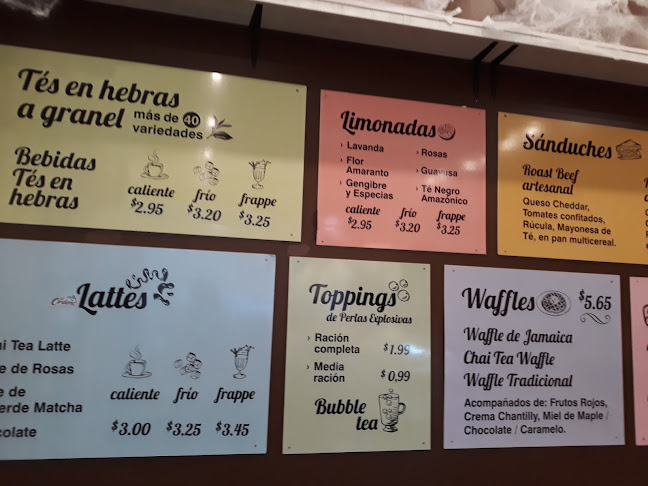 Tés en hebras
a granel más de 40
variedades
Bebidas
Tés en
hebras
caliente frío frappe
$2.95 $3.20 $3.25
Limonadas
› Lavanda › Rosas
› Flor
Amaranto › Guayusa
› Gengibre
y Especias › Té Negro
Amazónico
caliente frío frappe
$2.95 $3.20 $3.25
Sánduches
Roast Beef
artesanal
Queso Cheddar,
Tomates confitados,
Rúcula, Mayonesa de
Té, en pan multicereal.
Lattes
Tea Latte
de Rosas
de
Matcha
caliente frío frappe
$3.00 $3.25 $3.45
Toppings
de Perlas Explosivas
› Ración
completa $1.99
› Media
ración $0,99
Bubble
tea
Waffles $5.65
Waffle de Jamaica
Chai Tea Waffle
Waffle Tradicional
Acompañados de: Frutos Rojos,
Crema Chantilly, Miel de Maple /
Chocolate / Caramelo.